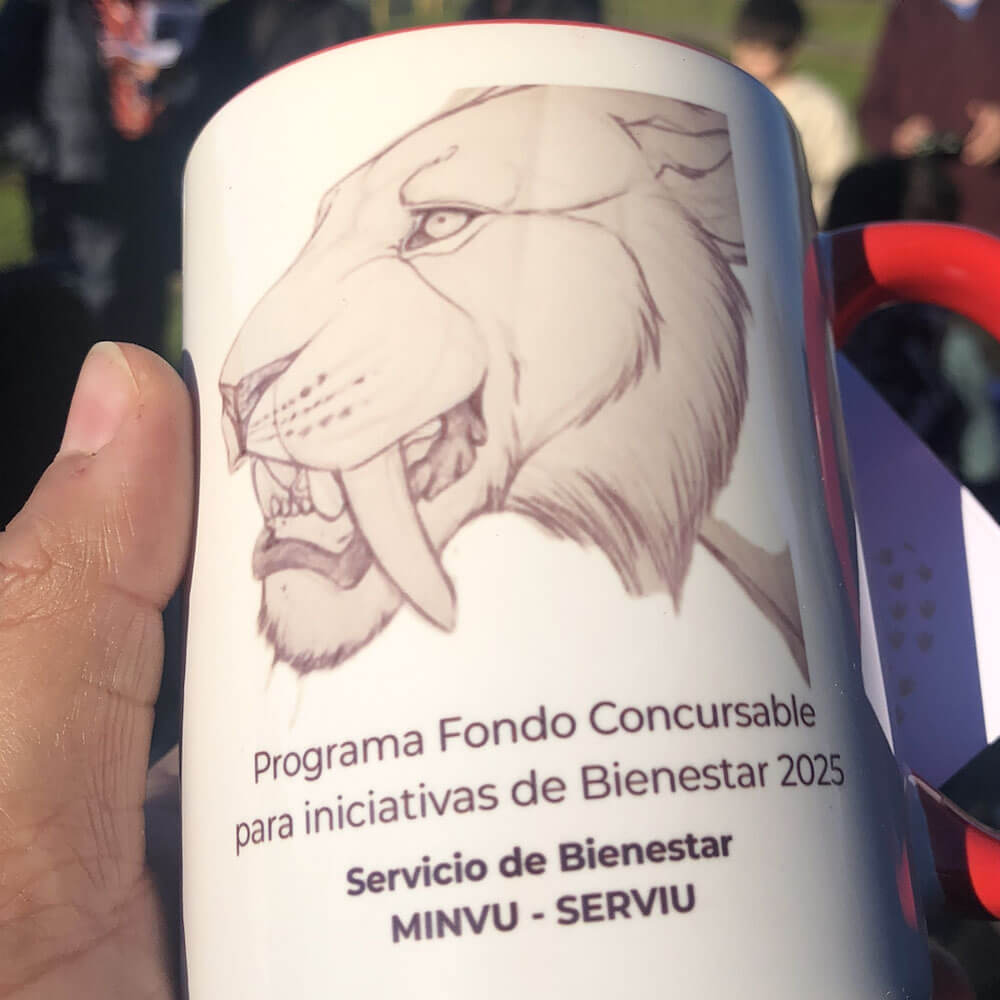 Programa Fondo Concursable
para iniciativas de Bienestar 2025
Servicio de Bienestar
MINVU - SERVIU